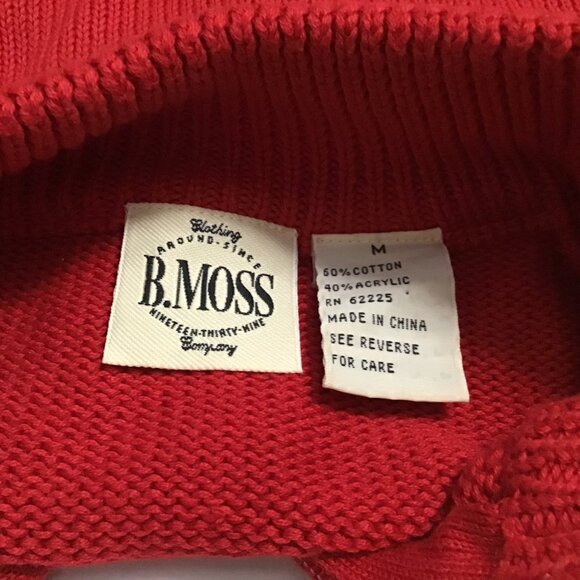 Clothing
AROUND-SINCE
B.MOSS
NINETEEN-THIRTY-NINE
Company
M
60% COTTON
40% ACRYLIC
RN 62225
MADE IN CHINA
SEE REVERSE
FOR CARE